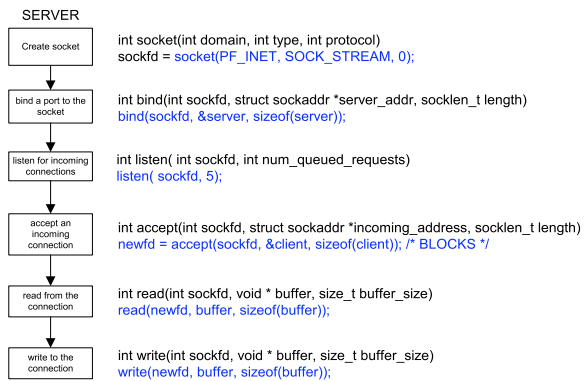 SERVER
Create socket
int socket(int domain, int type, int protocol)
sockfd = socket(PF_INET, SOCK_STREAM, 0);
bind a port to the
socket
int bind(int sockfd, struct sockaddr *server_addr, socklen_t length)
bind(sockfd, &server, sizeof(server));
listen for incoming
connections
int listen( int sockfd, int num_queued_requests)
listen( sockfd, 5);
accept an
incoming
connection
int accept(int sockfd, struct sockaddr *incoming_address, socklen_t length)
newfd = accept(sockfd, &client, sizeof(client)); /* BLOCKS */
read from the
connection
int read(int sockfd, void * buffer, size_t buffer_size)
read(newfd, buffer, sizeof(buffer));
write to the
connection
int write(int sockfd, void * buffer, size_t buffer_size)
write(newfd, buffer, sizeof(buffer));